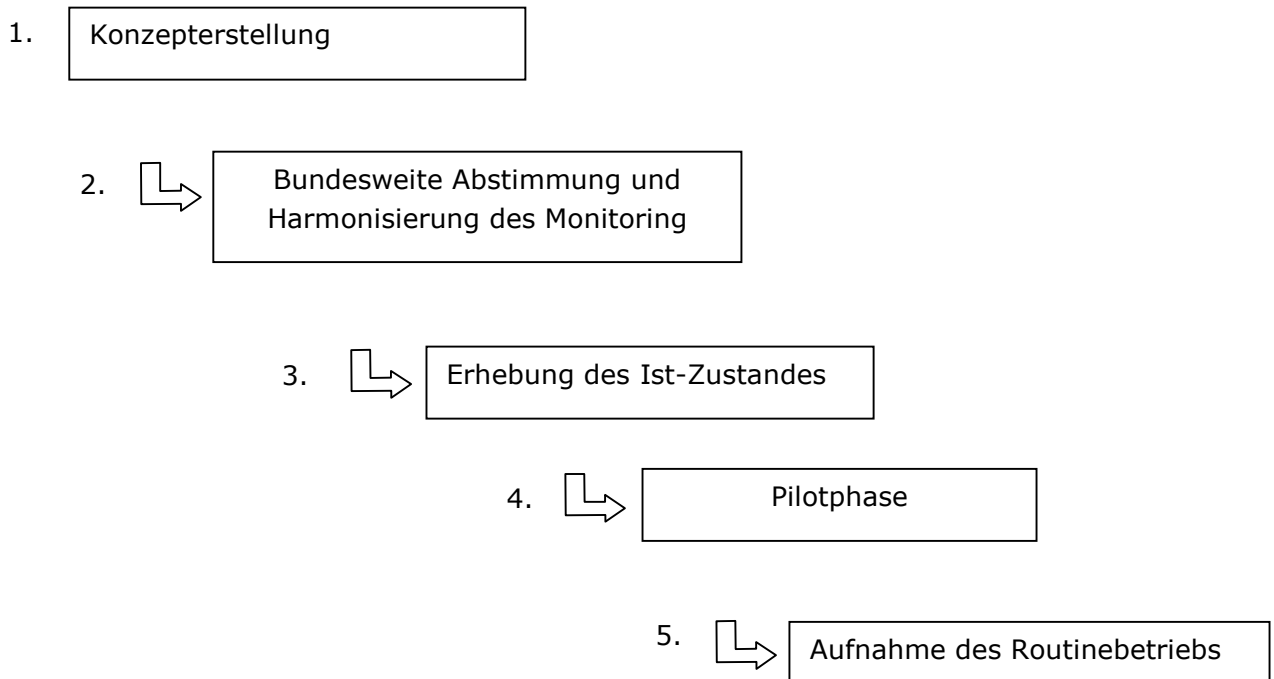 1. Konzepterstellung
2. Bundesweite Abstimmung und
Harmonisierung des Monitoring
3. Erhebung des Ist-Zustandes
4. Pilotphase
5. Aufnahme des Routinebetriebs